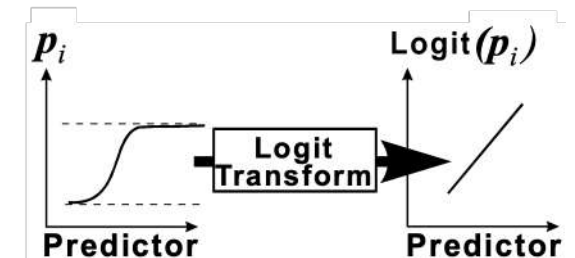 p_i
Logit(p_i)
Logit
Transform
Predictor
Predictor